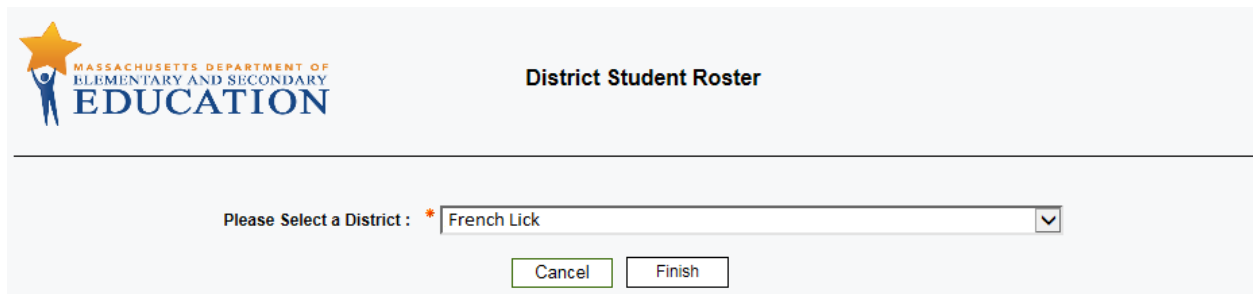 MASSACHUSETTS DEPARTMENT OF
ELEMENTARY AND SECONDARY
EDUCATION
District Student Roster
Please Select a District : * French Lick
Cancel Finish